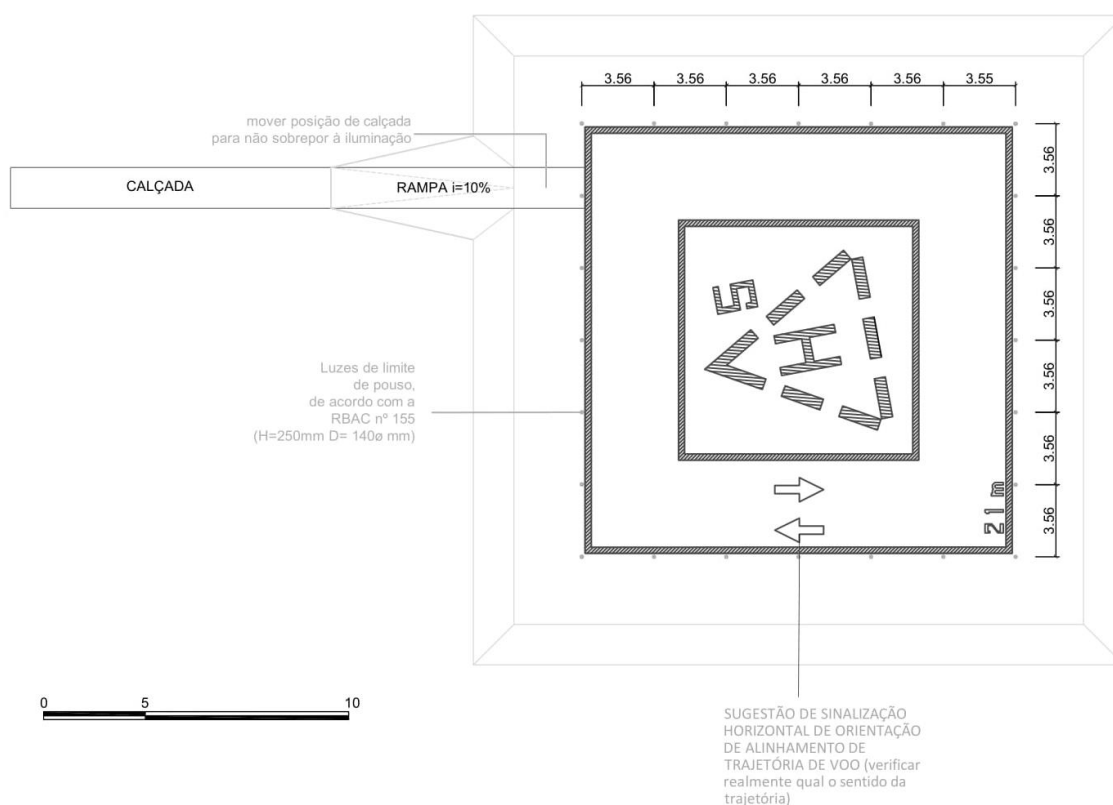 3.56 3.56 3.56 3.56 3.56 3.55
mover posição de calçada
para não sobrepor à iluminação
CALÇADA
RAMPA i=10%
3.56
3.56
3.56
3.56
3.56
3.56
5
H
Luzes de limite
de pouso,
de acordo com a
RBAC nº 155
(H=250mm D= 140ø mm)
21m
0 5 10
SUGESTÃO DE SINALIZAÇÃO
HORIZONTAL DE ORIENTAÇÃO
DE ALINHAMENTO DE
TRAJETÓRIA DE VOO (verificar
realmente qual o sentido da
trajetória)